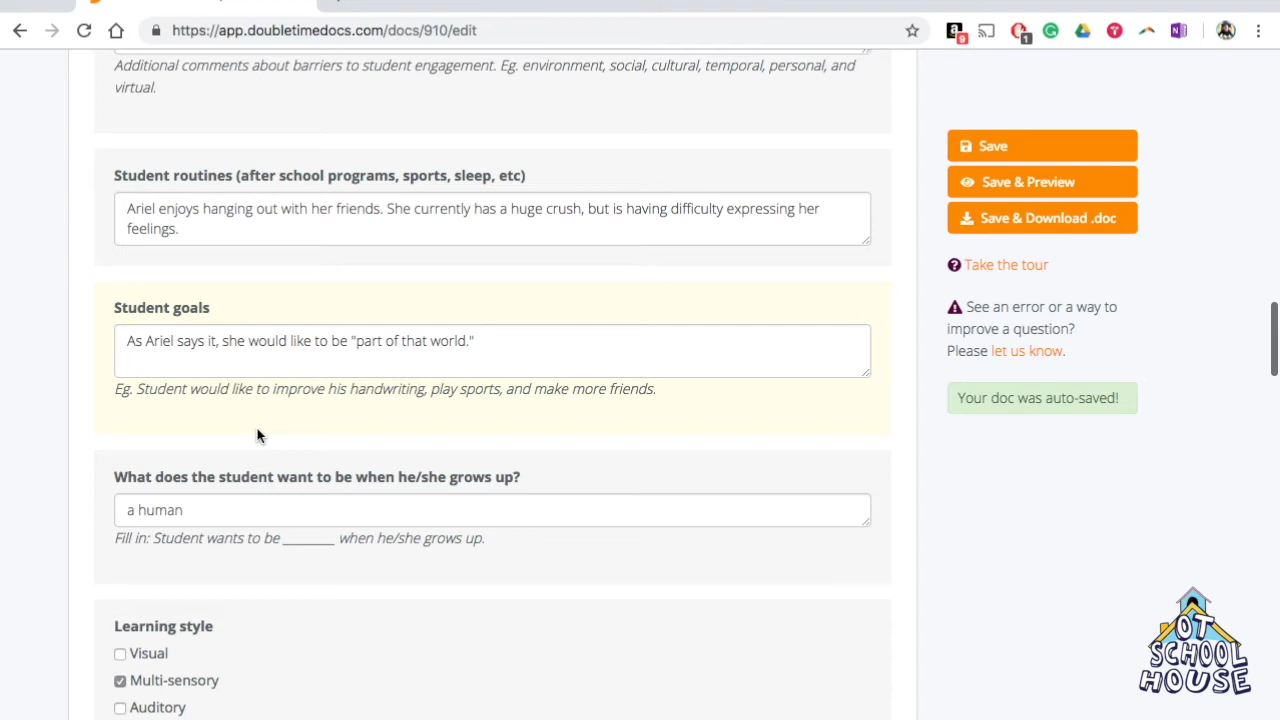 https://app.doubletimedocs.com/docs/910/edit
9
1
Additional comments about barriers to student engagement. Eg. environment, social, cultural, temporal, personal, and
virtual.
Student routines (after school programs, sports, sleep, etc)
Ariel enjoys hanging out with her friends. She currently has a huge crush, but is having difficulty expressing her
feelings.
Student goals
As Ariel says it, she would like to be "part of that world."
Eg. Student would like to improve his handwriting, play sports, and make more friends.
What does the student want to be when he/she grows up?
a human
Fill in: Student wants to be ________ when he/she grows up.
Learning style
Visual
Multi-sensory
Auditory
Save
Save & Preview
Save & Download .doc
Take the tour
See an error or a way to
improve a question?
Please let us know.
Your doc was auto-saved!
OT
SCHOOL
HOUSE